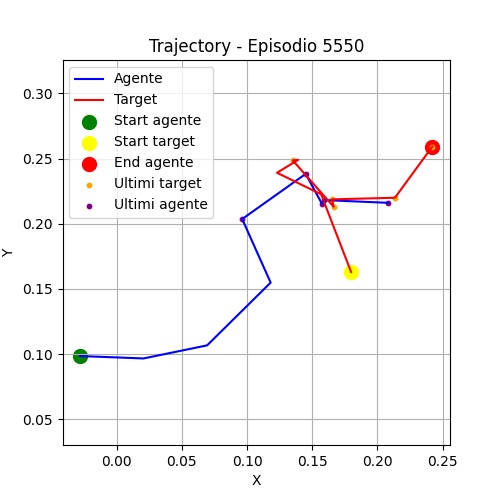 Trajectory - Episodio 5550
Agente
Target
Start agente
Start target
End agente
Ultimi target
Ultimi agente
0.30
0.25
0.20
0.15
0.10
0.05
Y
0.00
0.05
0.10
0.15
0.20
0.25
X